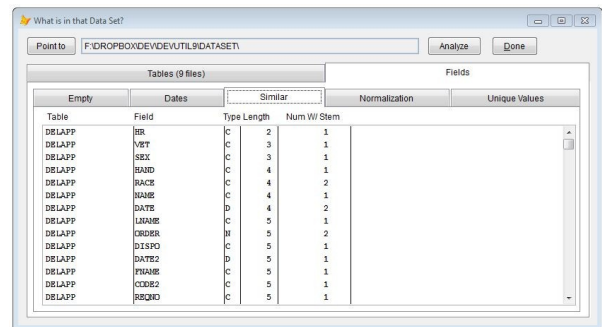 What is in that Data Set?
Point to F:\DROPBOX\DEV\DEVUTIL9\DATASET\ Analyze Done
Tables (9 files) Fields
Empty Dates Similar Normalization Unique Values
Table Field Type Length Num W/ Stem
DELAPP HR C 2 1
DELAPP VET C 3 1
DELAPP SEX C 3 1
DELAPP HAND C 4 1
DELAPP RACE C 4 2
DELAPP NAME C 4 1
DELAPP DATE D 4 2
DELAPP LNAME C 5 1
DELAPP ORDER N 5 2
DELAPP DISPO C 5 1
DELAPP DATE2 D 5 1
DELAPP FNAME C 5 1
DELAPP CODE2 C 5 1
DELAPP REQNO C 5 1